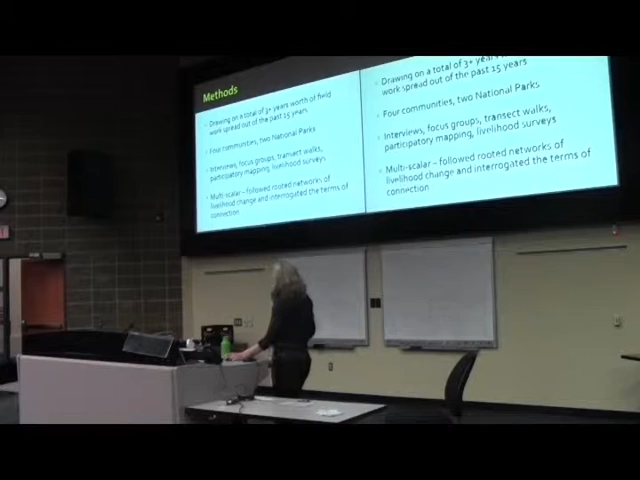 Methods
Drawing on a total of 3+ years worth of field
work spread out of the past 15 years
Four communities, two National Parks
Interviews, focus groups, transect walks,
participatory mapping, livelihood surveys
Multi-scalar – followed rooted networks of
livelihood change and interrogated the terms of
connection
Drawing on a total of 3+ years
work spread out of the past 15 years
Four communities, two National Parks
Interviews, focus groups, transect walks,
participatory mapping, livelihood surveys
Multi-scalar – followed rooted networks of
livelihood change and interrogated the terms of
connection